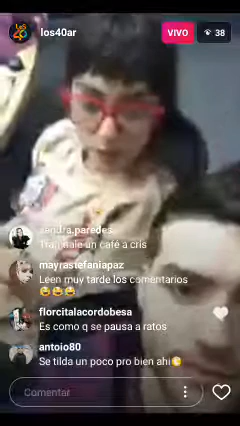 los40ar
VIVO
38
sandra.paredes.
Traiganale un café a cris
mayrastefaniapaz
Leen muy tarde los comentarios
😂😂😂
florcitalacordobesa
Es como q se pausa a ratos
antoio80
Se tilda un poco pro bien ahi
Comentar